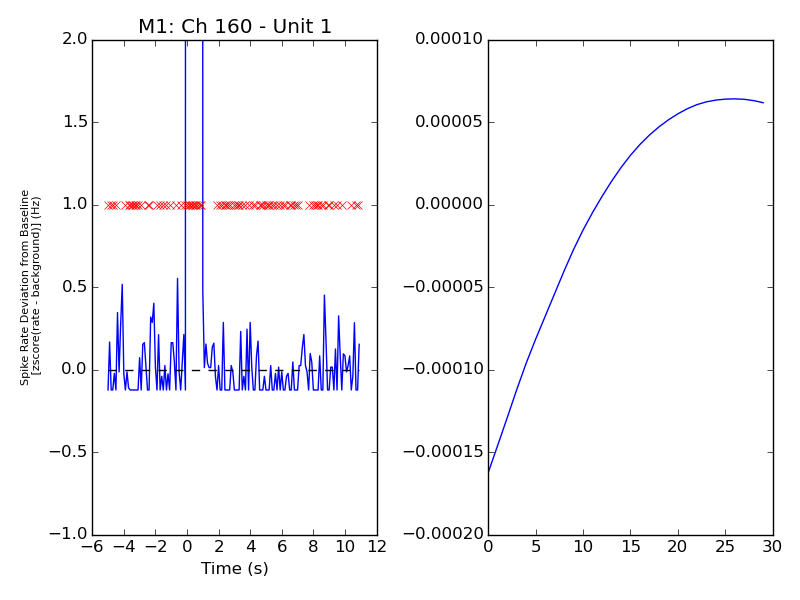 M1: Ch 160 - Unit 1
2.0
1.5
1.0
0.5
0.0
−0.5
−1.0
−6 −4 −2 0 2 4 6 8 10 12
Time (s)
Spike Rate Deviation from Baseline
[zscore(rate - background)] (Hz)
0.00010
0.00005
0.00000
−0.00005
−0.00010
−0.00015
−0.00020
0 5 10 15 20 25 30